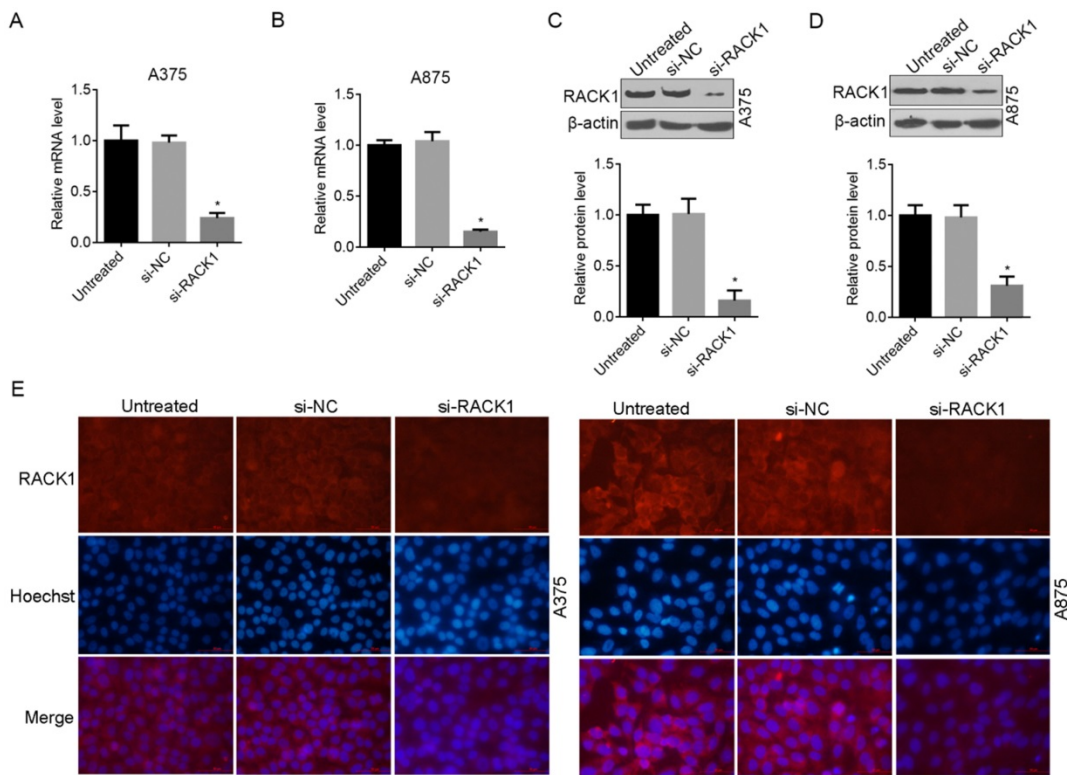 A
A375
Relative mRNA level
1.5
1.0
0.5
0.0
Untreated
si-NC
si-RACK1
*
B
A875
Relative mRNA level
1.5
1.0
0.5
0.0
Untreated
si-NC
si-RACK1
*
C
Untreated
si-NC
si-RACK1
RACK1
β-actin
A375
Relative protein level
1.5
1.0
0.5
0.0
Untreated
si-NC
si-RACK1
*
D
Untreated
si-NC
si-RACK1
RACK1
β-actin
A875
Relative protein level
1.5
1.0
0.5
0.0
Untreated
si-NC
si-RACK1
*
E
Untreated
si-NC
si-RACK1
Untreated
si-NC
si-RACK1
RACK1
Hoechst
Merge
A375
A875